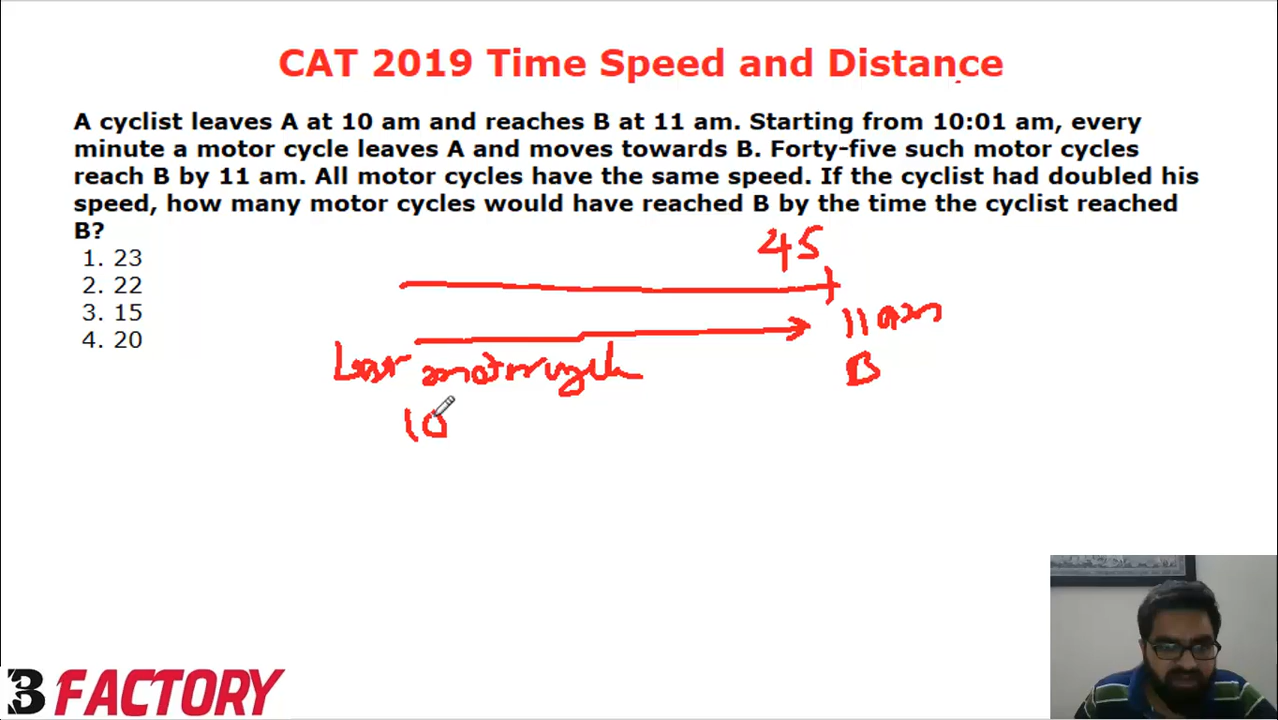 CAT 2019 Time Speed and Distance
A cyclist leaves A at 10 am and reaches B at 11 am. Starting from 10:01 am, every
minute a motor cycle leaves A and moves towards B. Forty-five such motor cycles
reach B by 11 am. All motor cycles have the same speed. If the cyclist had doubled his
speed, how many motor cycles would have reached B by the time the cyclist reached
B?
1. 23
2. 22
3. 15
4. 20
45
11 am
Last motorcycle
B
10
3 FACTORY